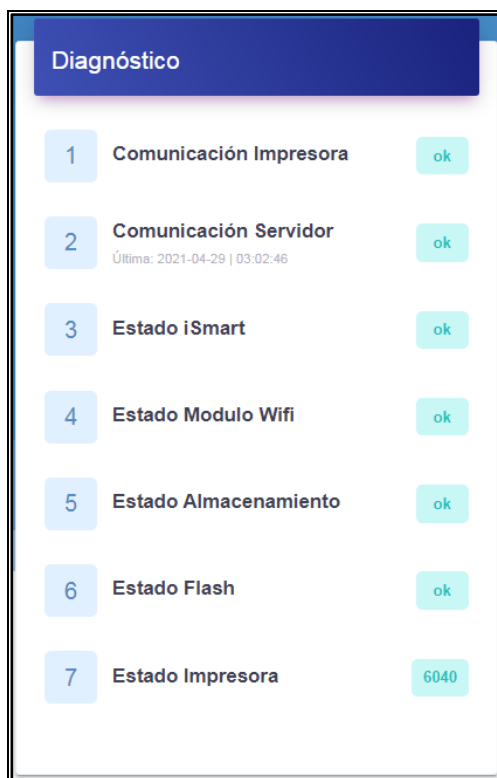 Diagnóstico
1 Comunicación Impresora ok
2 Comunicación Servidor ok
Última: 2021-04-29 | 03:02:46
3 Estado iSmart ok
4 Estado Modulo Wifi ok
5 Estado Almacenamiento ok
6 Estado Flash ok
7 Estado Impresora 6040